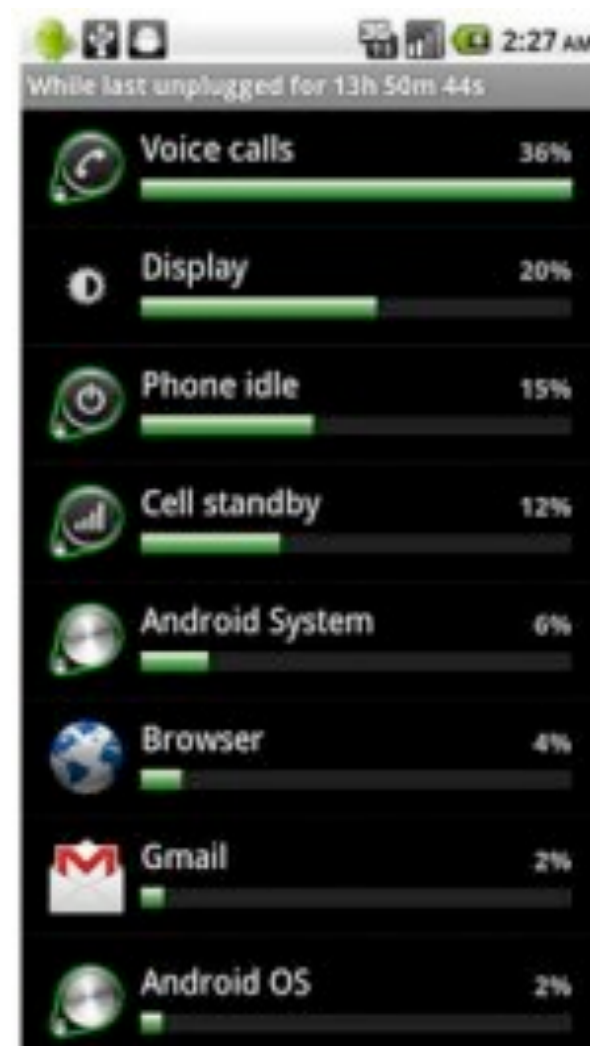 2:27 AM
While last unplugged for 13h 50m 44s
Voice calls 36%
Display 20%
Phone idle 15%
Cell standby 12%
Android System 6%
Browser 4%
Gmail 2%
Android OS 2%